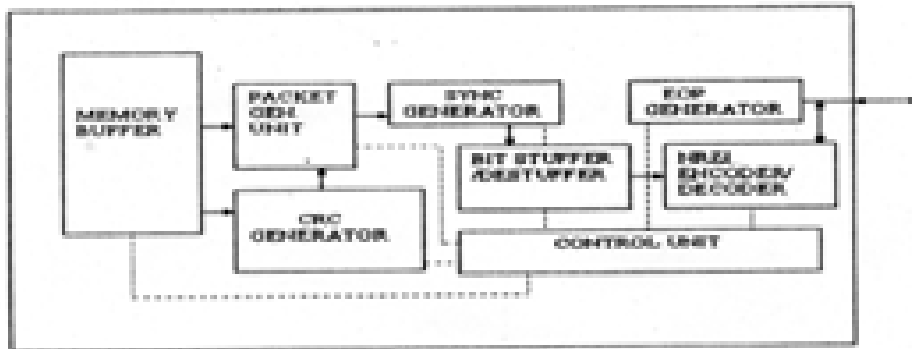 MEMORY
BUFFER
PACKET
GEN.
UNIT
SYNC
GENERATOR
EOP
GENERATOR
BIT STUFFER
/DESTUFFER
NRZI
ENCODER/
DECODER
CRC
GENERATOR
CONTROL UNIT